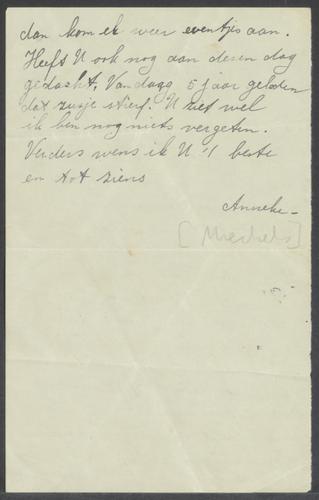 dan kom ik weer eventjes aan.
Heeft U ook nog aan dezen dag
gedacht. Vandaag 5 jaar geleden
dat zusje stierf. U ziet wel
ik ben nog niets vergeten.
Verders wens ik U 't beste
en tot ziens
Anneke -